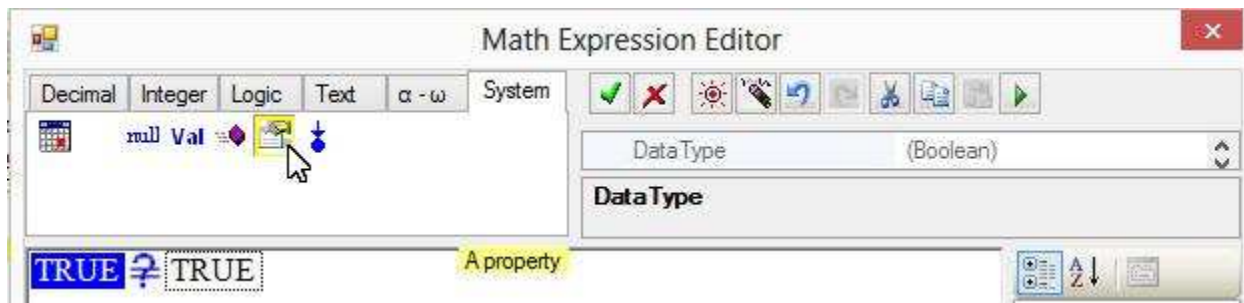 Math Expression Editor
Decimal Integer Logic Text α - ω System
null Val
DataType (Boolean)
DataType
TRUE ? TRUE
A property
A Z